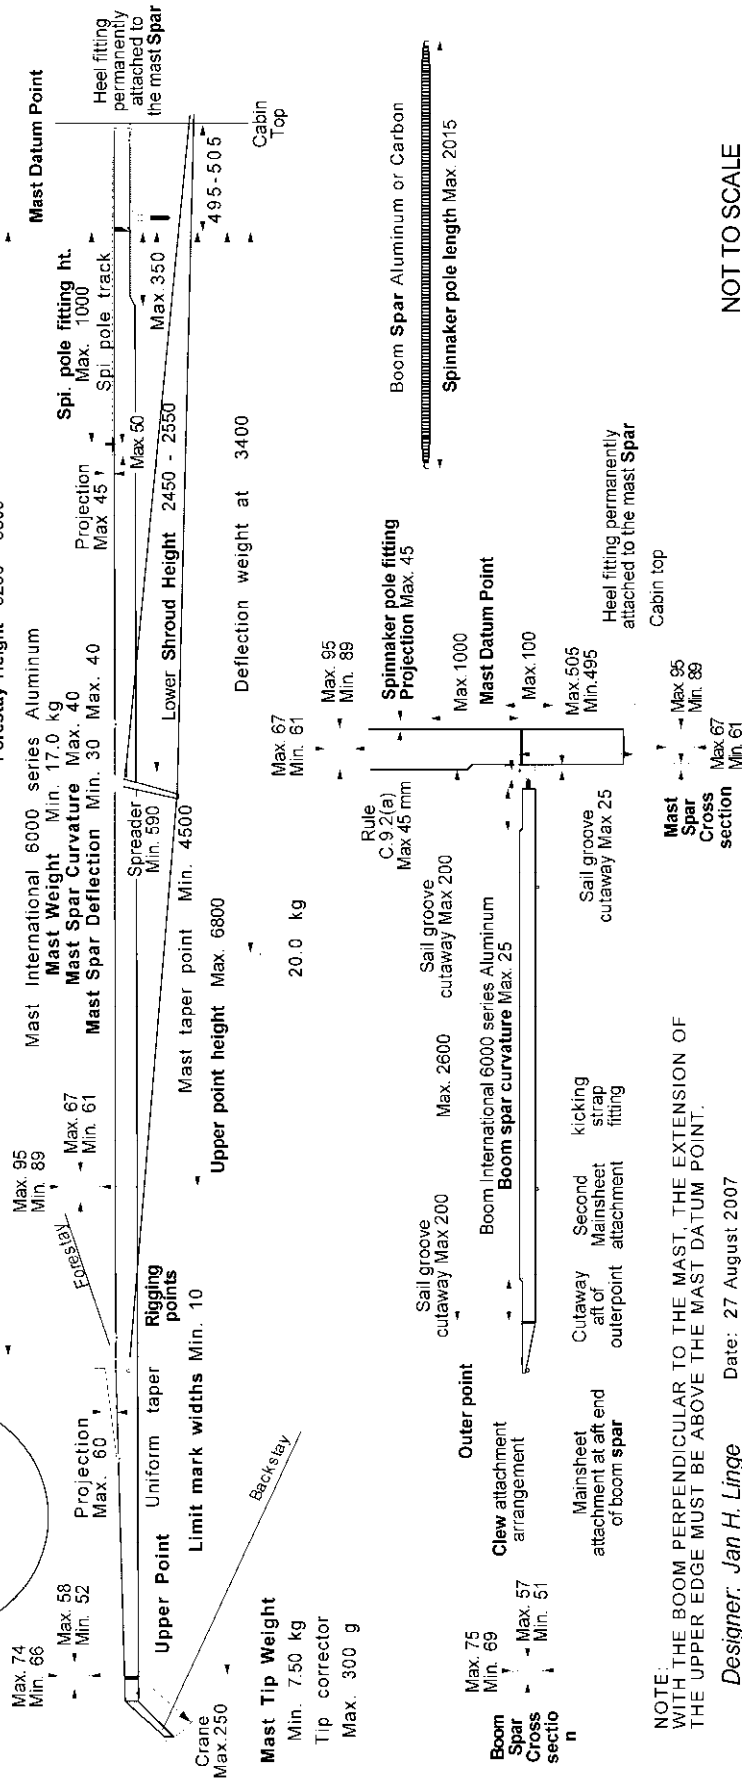 Mast International 6000 series Aluminum
Mast Weight Min. 17.0 kg
Mast Spar Curvature Max. 40
Mast Spar Deflection Min. 30 Max. 40
Max. 74
Min. 66
Max. 58
Min. 52
Projection
Max. 60
Forestay
Max. 95
Min. 89
Max. 67
Min. 61
Spreader
Min. 590
Projection
Max 45
Max 50
Spi. pole fitting ht.
Max. 1000
Spi pole track
Max.350
Mast Datum Point
Heel fitting
permanently
attached to
the mast Spar
495-505
Cabin
Top
Upper Point
Uniform taper
Rigging
points
Limit mark widths Min. 10
Mast taper point Min. 4500
Lower Shroud Height 2450 - 2550
Upper point height Max. 6800
Deflection weight at 3400
20.0 kg
Backstay
Crane
Max.250
Mast Tip Weight
Min. 7.50 kg
Tip corrector
Max. 300 g
Boom Spar Aluminum or Carbon
Spinnaker pole length Max. 2015
Max. 67
Min. 61
Max. 95
Min. 89
Spinnaker pole fitting
Projection Max. 45
Max.1000
Mast Datum Point
Max.100
Max.505
Min.495
Heel fitting permanently
attached to the mast Spar
Cabin top
Rule
C.9.2(a)
Max 45 mm
Outer point
Sail groove
cutaway Max 200
Max. 2600
Sail groove
cutaway Max 200
Boom International 6000 series Aluminum
Boom spar curvature Max. 25
Sail groove
cutaway Max 25
Clew attachment
arrangement
Mainsheet
attachment at aft end
of boom spar
Cutaway
aft of
outerpoint
Second
Mainsheet
attachment
kicking
strap
fitting
Max. 75
Min. 69
Max. 57
Min. 51
Boom
Spar
Cross
sectio
n
Mast
Spar
Cross
section
Max.95
Min. 89
Max.67
Min.61
NOTE:
WITH THE BOOM PERPENDICULAR TO THE MAST, THE EXTENSION OF
THE UPPER EDGE MUST BE ABOVE THE MAST DATUM POINT.
Designer: Jan H. Linge Date: 27 August 2007
NOT TO SCALE